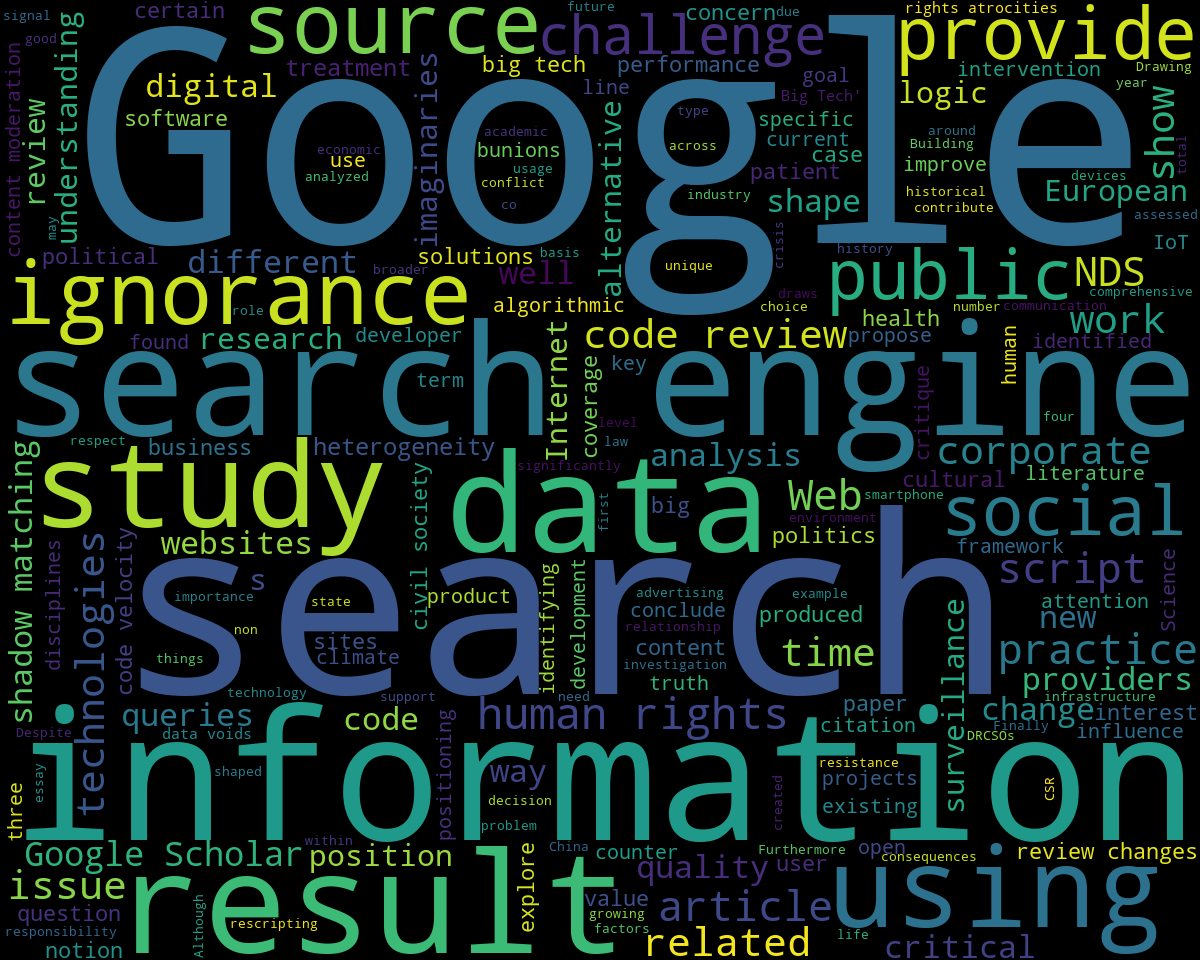 signal
certain
source
future
concern
due
rights atrocities
provide
good
challenge
Google
content moderation
understanding
treatment
imaginaries
big tech
performance
goal
intervention
Drawing
year
digital
line
Big Tech'
logic
show
review
software
academic
type
specific
around
total
alternative
current
Building
economic
bunions
across
case
use
usage
improve
devices
analyzed
conflict
industry
patient
European
historical
co
shape
contribute
assessed
may
crisis
IoT
political
different
solutions
basis
history
broader
well
unique
public
NDS
ignorance
draws
comprehensive
role
algorithmic
choice
number
communication
health
work
found
research
developer
Internet
code review
propose
human
identified
search engine
coverage
key
term
critique
four
level
respect
business
heterogeneity
law
shadow matching
study
data
analysis
corporate
significantly
cultural
literature
civil society
first
big
Web
smartphone
social
environment
websites
politics
framework
disciplines
technologies
code velocity
search
script
Science
s
identifying
development
importance
state
product
advertising
example
surveillance
attention
conclude
produced
new
non
relationship
sites
content
time
practice
things
climate
investigation
truth
providers
technology
support
need
infrastructure
queries
code
human rights
paper
change
interest
Despite
data voids
positioning
citation
Finally
influence
DRCSOs
information
essay
shaped
way
resistance
projects
three
decision
created
existing
CSR
problem
within
China
Furthermore
open
Google Scholar
position
explore
counter
consequences
review changes
issue
result
quality
user
using
value
question
Although
growing
article
responsibility
rescripting
factors
life
notion
related
critical